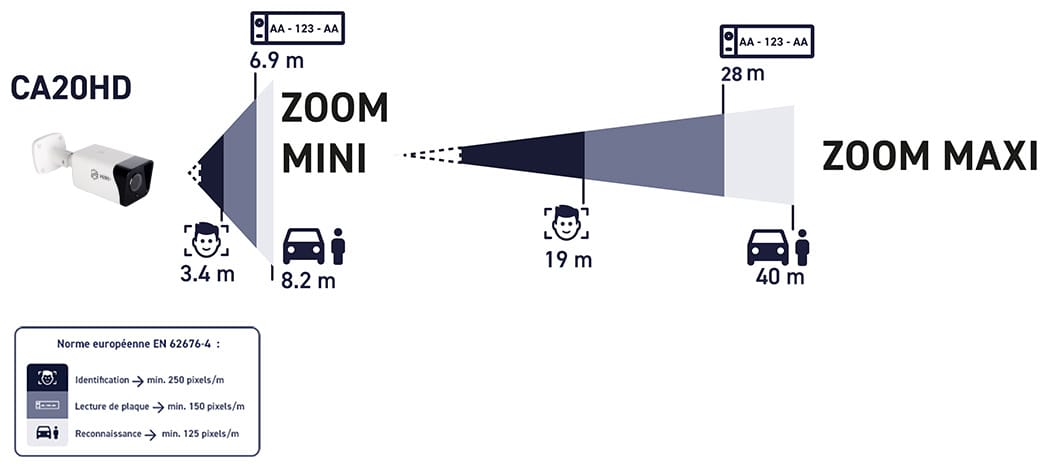 CA20HD
AA - 123 - AA
6.9 m
ZOOM
MINI
3.4 m
8.2 m
AA - 123 - AA
28 m
ZOOM MAXI
19 m
40 m
Norme européenne EN 62676-4 :
Identification → min. 250 pixels/m
Lecture de plaque → min. 150 pixels/m
Reconnaissance → min. 125 pixels/m